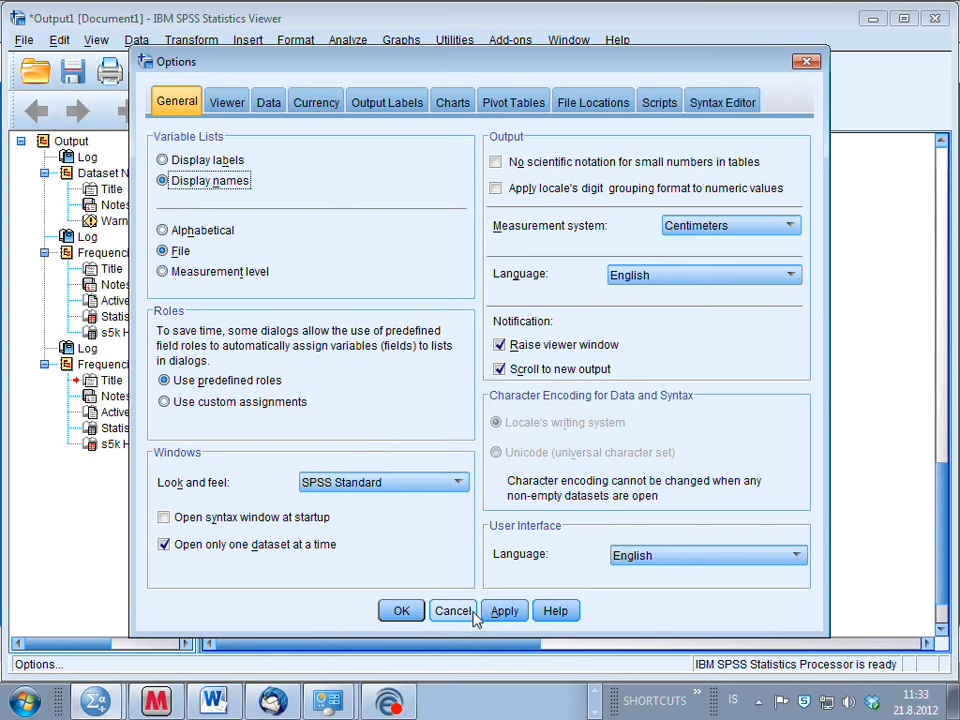 *Output1 [Document1] - IBM SPSS Statistics Viewer
File Edit View Data Transform Insert Format Analyze Graphs Utilities Add-ons Window Help
Options
General Viewer Data Currency Output Labels Charts Pivot Tables File Locations Scripts Syntax Editor
Output
Log
Dataset N
Title
Notes
Warn
Log
Frequenci
Title
Notes
Active
Statis
s5k H
Log
Frequenci
Title
Notes
Active
Statis
s5k H
Variable Lists
Display labels
Display names
Alphabetical
File
Measurement level
Roles
To save time, some dialogs allow the use of predefined
field roles to automatically assign variables (fields) to lists
in dialogs.
Use predefined roles
Use custom assignments
Windows
Look and feel: SPSS Standard
Open syntax window at startup
Open only one dataset at a time
Output
No scientific notation for small numbers in tables
Apply locale's digit grouping format to numeric values
Measurement system: Centimeters
Language: English
Notification:
Raise viewer window
Scroll to new output
Character Encoding for Data and Syntax
Locale's writing system
Unicode (universal character set)
Character encoding cannot be changed when any
non-empty datasets are open
User Interface
Language: English
OK Cancel Apply Help
Options... IBM SPSS Statistics Processor is ready
SHORTCUTS » IS 11:33
21.8.2012